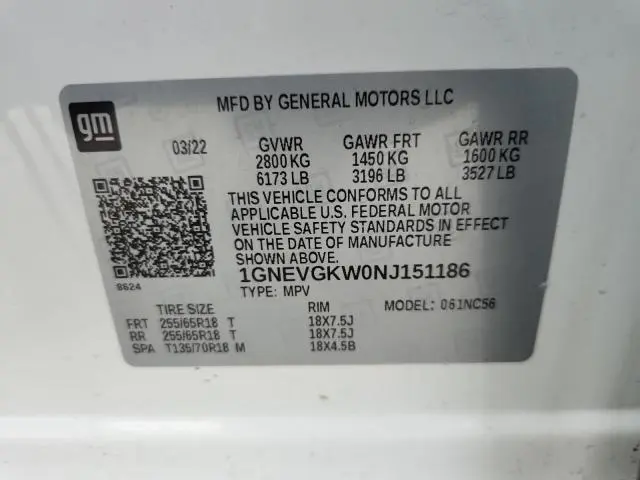 gm
MFD BY GENERAL MOTORS LLC
03/22 GVWR GAWR FRT GAWR RR
2800 KG 1450 KG 1600 KG
6173 LB 3196 LB 3527 LB
THIS VEHICLE CONFORMS TO ALL
APPLICABLE U.S. FEDERAL MOTOR
VEHICLE SAFETY STANDARDS IN EFFECT
ON THE DATE OF MANUFACTURE
SHOWN ABOVE.
8624
1GNEVGKW0NJ151186
TYPE: MPV MODEL: 061NC56
TIRE SIZE RIM
FRT 255/65R18 T 18X7.5J
RR 255/65R18 T 18X7.5J
SPA T135/70R18 M 18X4.5B